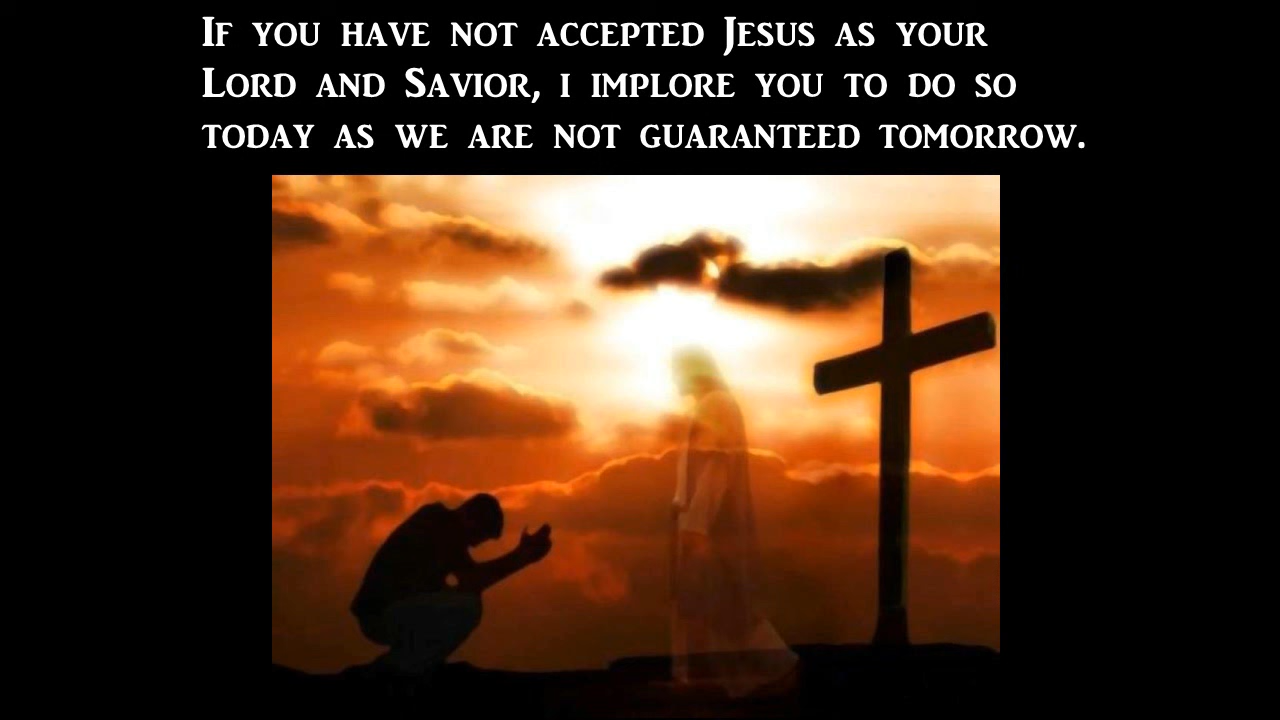 If you have not accepted Jesus as your
Lord and Savior, i implore you to do so
today as we are not guaranteed tomorrow.